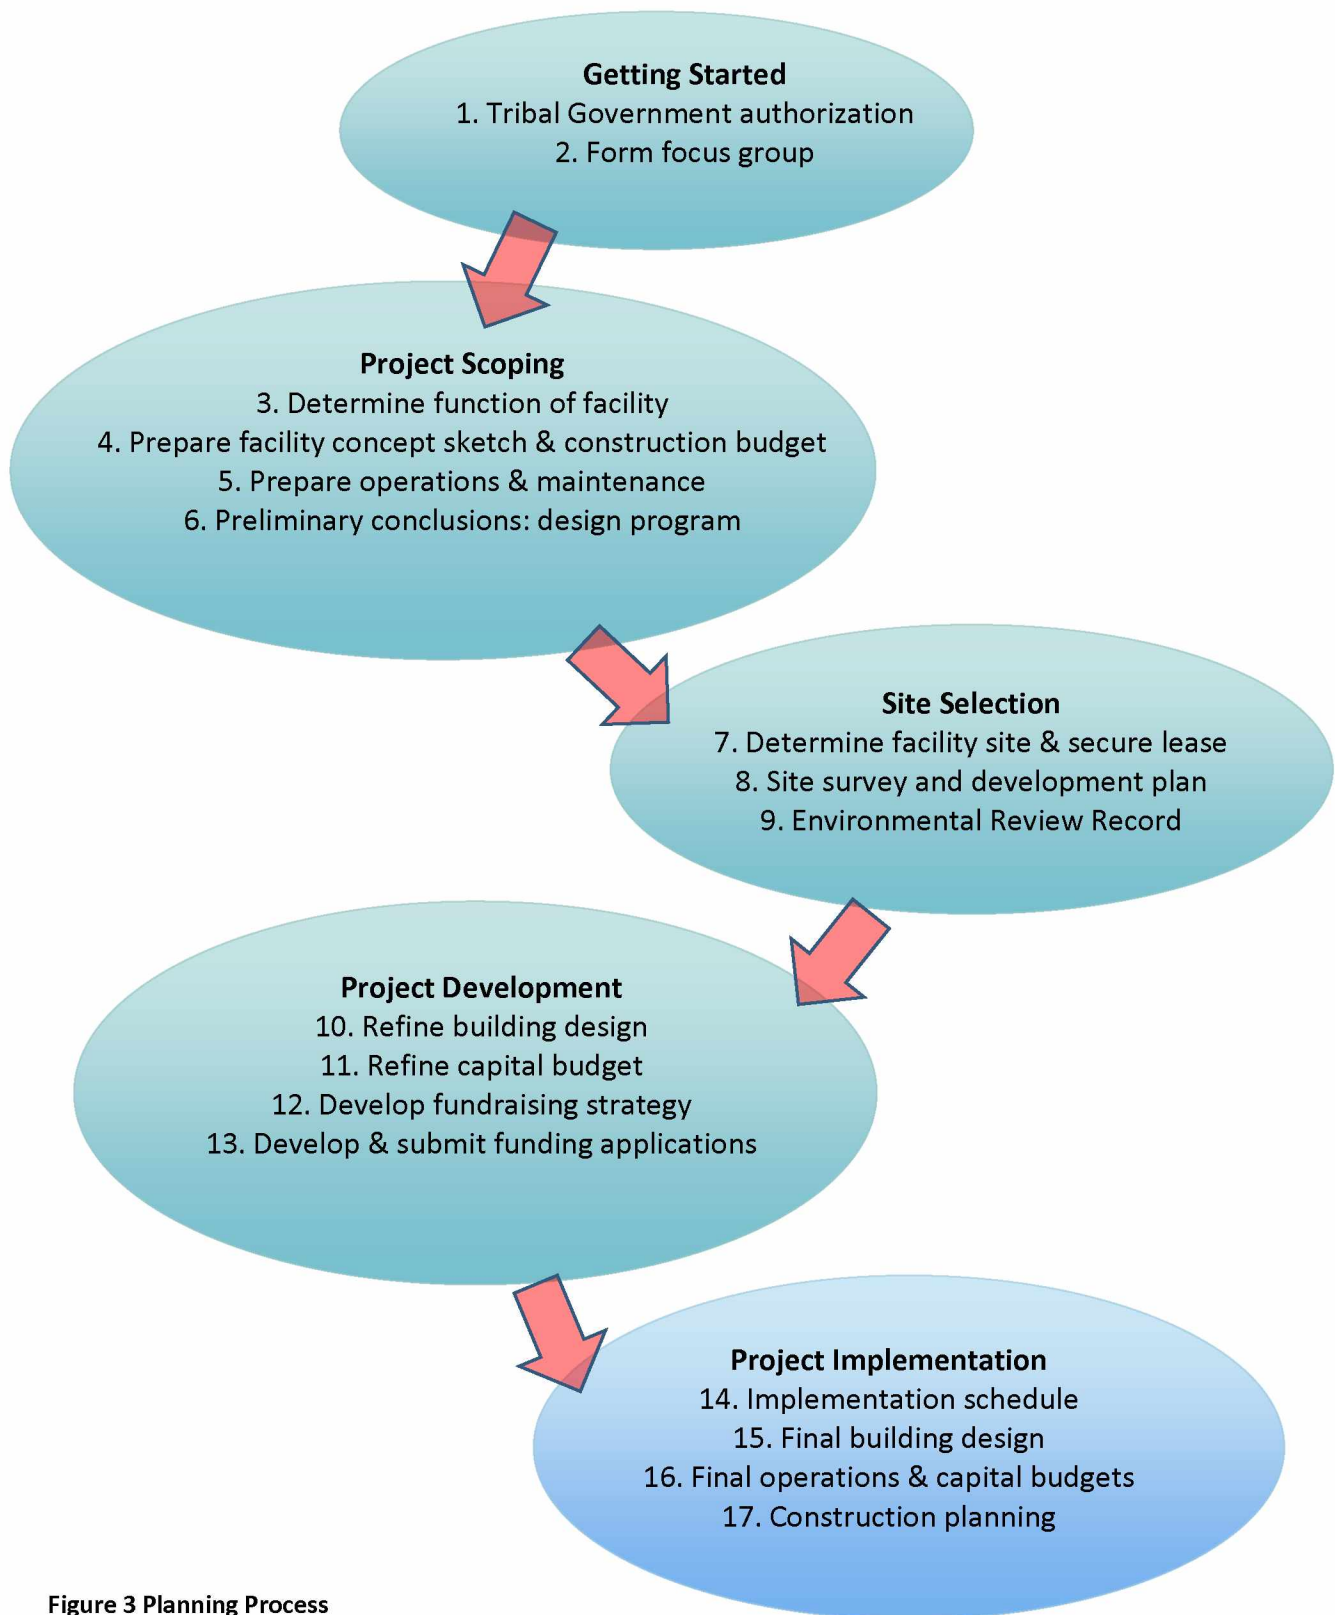 Getting Started
1. Tribal Government authorization
2. Form focus group
Project Scoping
3. Determine function of facility
4. Prepare facility concept sketch & construction budget
5. Prepare operations & maintenance
6. Preliminary conclusions: design program
Site Selection
7. Determine facility site & secure lease
8. Site survey and development plan
9. Environmental Review Record
Project Development
10. Refine building design
11. Refine capital budget
12. Develop fundraising strategy
13. Develop & submit funding applications
Project Implementation
14. Implementation schedule
15. Final building design
16. Final operations & capital budgets
17. Construction planning
Figure 3 Planning Process